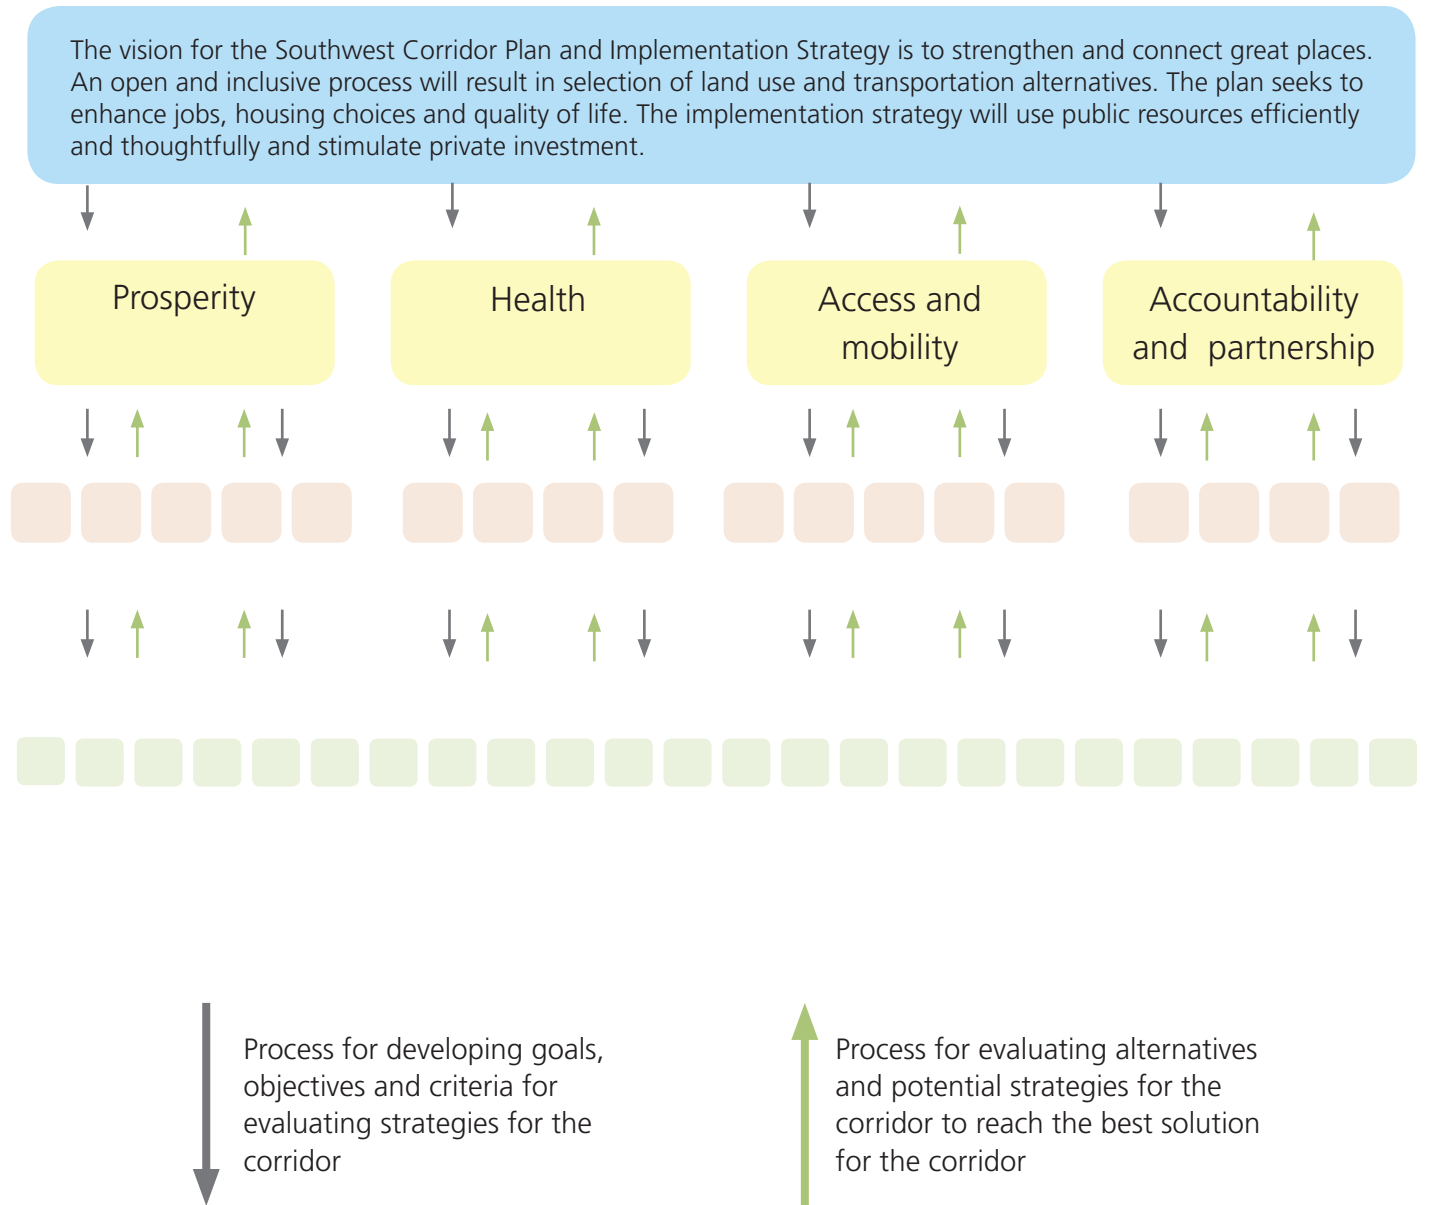 The vision for the Southwest Corridor Plan and Implementation Strategy is to strengthen and connect great places.
An open and inclusive process will result in selection of land use and transportation alternatives. The plan seeks to
enhance jobs, housing choices and quality of life. The implementation strategy will use public resources efficiently
and thoughtfully and stimulate private investment.
Prosperity
Health
Access and
mobility
Accountability
and partnership
Process for developing goals,
objectives and criteria for
evaluating strategies for the
corridor
Process for evaluating alternatives
and potential strategies for the
corridor to reach the best solution
for the corridor